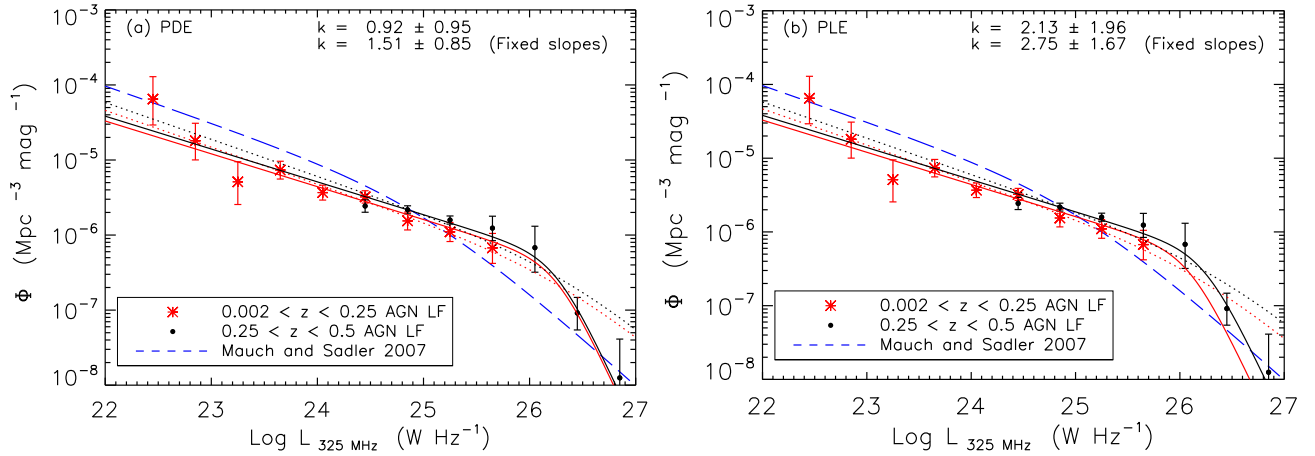 (a) PDE
k = 0.92 ± 0.95
k = 1.51 ± 0.85 (Fixed slopes)
10⁻³
10⁻⁴
10⁻⁵
10⁻⁶
10⁻⁷
10⁻⁸
Φ (Mpc ⁻³ mag ⁻¹)
0.002 < z < 0.25 AGN LF
0.25 < z < 0.5 AGN LF
Mauch and Sadler 2007
22 23 24 25 26 27
Log L 325 MHz (W Hz⁻¹)
(b) PLE
k = 2.13 ± 1.96
k = 2.75 ± 1.67 (Fixed slopes)
10⁻³
10⁻⁴
10⁻⁵
10⁻⁶
10⁻⁷
10⁻⁸
Φ (Mpc ⁻³ mag ⁻¹)
0.002 < z < 0.25 AGN LF
0.25 < z < 0.5 AGN LF
Mauch and Sadler 2007
22 23 24 25 26 27
Log L 325 MHz (W Hz⁻¹)